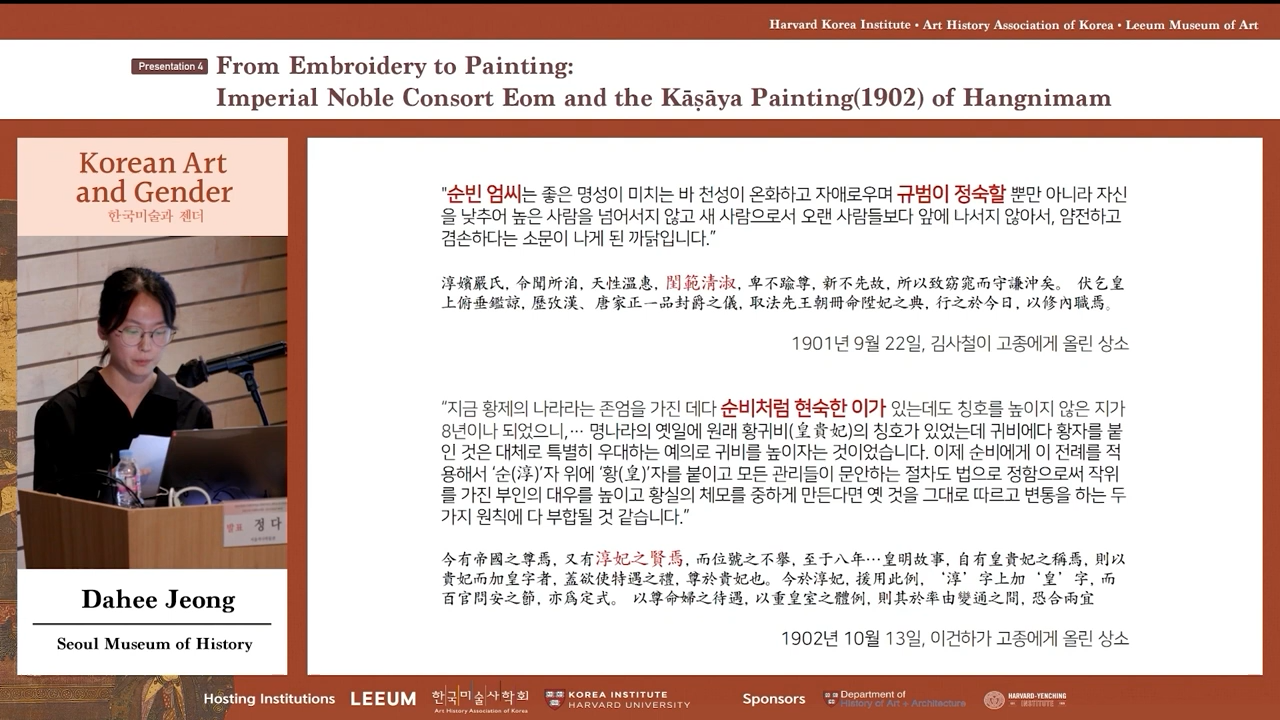 Harvard Korea Institute • Art History Association of Korea • Leeum Museum of Art
Presentation 4
From Embroidery to Painting:
Imperial Noble Consort Eom and the Kāṣāya Painting(1902) of Hangnimam
Korean Art
and Gender
한국미술과 젠더
"순빈 엄씨는 좋은 명성이 미치는 바 천성이 온화하고 자애로우며 규범이 정숙할 뿐만 아니라 자신
을 낮추어 높은 사람을 넘어서지 않고 새 사람으로서 오랜 사람들보다 앞에 나서지 않아서, 얌전하고
겸손하다는 소문이 나게 된 까닭입니다.”
淳嬪嚴氏, 令聞所洎, 天性溫惠, 閨範淸淑, 卑不踰尊, 新不先故, 所以致窈窕而守謙沖矣。 伏乞皇
上俯垂鑑諒, 歷攷漢、唐家正一品封爵之儀, 取法先王朝冊命陞妃之典, 行之於今日, 以修內職焉。
1901년 9월 22일, 김사철이 고종에게 올린 상소
“지금 황제의 나라라는 존엄을 가진 데다 순비처럼 현숙한 이가 있는데도 칭호를 높이지 않은 지가
8년이나 되었으니,⋯ 명나라의 옛일에 원래 황귀비(皇貴妃)의 칭호가 있었는데 귀비에다 황자를 붙
인 것은 대체로 특별히 우대하는 예의로 귀비를 높이자는 것이었습니다. 이제 순비에게 이 전례를 적
용해서 ‘순(淳)’자 위에 ‘황(皇)’자를 붙이고 모든 관리들이 문안하는 절차도 법으로 정함으로써 작위
를 가진 부인의 대우를 높이고 황실의 체모를 중하게 만든다면 옛 것을 그대로 따르고 변통을 하는 두
가지 원칙에 다 부합될 것 같습니다.”
今有帝國之尊焉, 又有淳妃之賢焉, 而位號之不擧, 至于八年⋯皇明故事, 自有皇貴妃之稱焉, 則以
貴妃而加皇字者, 蓋欲使特遇之禮, 尊於貴妃也。今於淳妃, 援用此例, ‘淳’字上加‘皇’字, 而
百官問安之節, 亦爲定式。 以尊命婦之待遇, 以重皇室之體例, 則其於率由變通之間, 恐合兩宜
1902년 10월 13일, 이건하가 고종에게 올린 상소
발표 정다
Dahee Jeong
Seoul Museum of History
Hosting Institutions
LEEUM
한국미술사학회
Art History Association of Korea
KOREA INSTITUTE
HARVARD UNIVERSITY
Sponsors
Department of
History of Art + Architecture
HARVARD-YENCHING
INSTITUTE